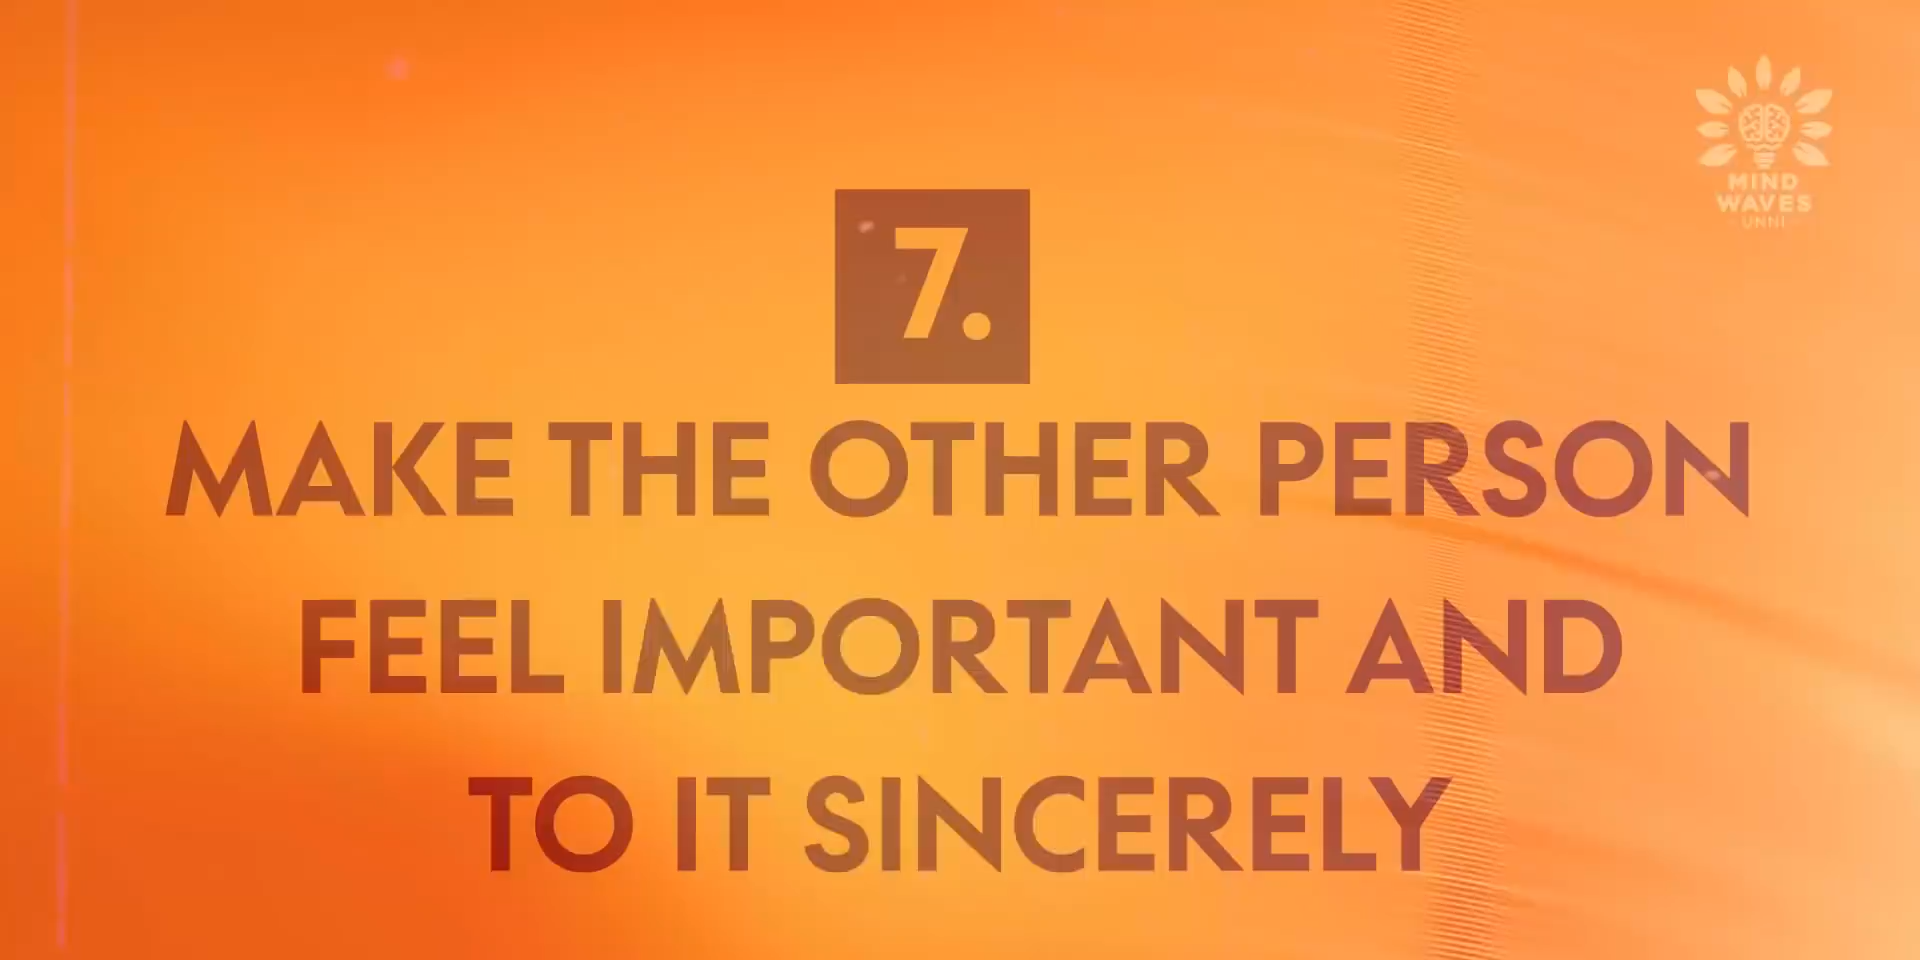 MIND
WAVES
UNNI
7.
MAKE THE OTHER PERSON
FEEL IMPORTANT AND
TO IT SINCERELY